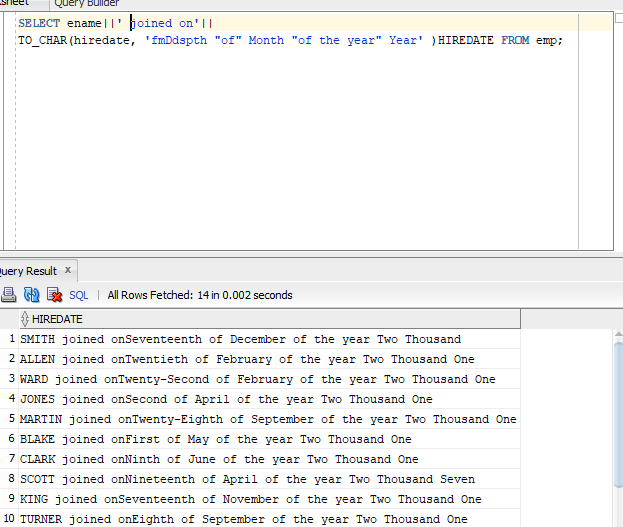 ksheet Query Builder
SELECT ename||' joined on'||
TO_CHAR(hiredate, 'fmDdspth "of" Month "of the year" Year' )HIREDATE FROM emp;
Query Result x
SQL | All Rows Fetched: 14 in 0.002 seconds
HIREDATE
1 SMITH joined onSeventeenth of December of the year Two Thousand
2 ALLEN joined onTwentieth of February of the year Two Thousand One
3 WARD joined onTwenty-Second of February of the year Two Thousand One
4 JONES joined onSecond of April of the year Two Thousand One
5 MARTIN joined onTwenty-Eighth of September of the year Two Thousand One
6 BLAKE joined onFirst of May of the year Two Thousand One
7 CLARK joined onNinth of June of the year Two Thousand One
8 SCOTT joined onNineteenth of April of the year Two Thousand Seven
9 KING joined onSeventeenth of November of the year Two Thousand One
10 TURNER joined onEighth of September of the year Two Thousand One